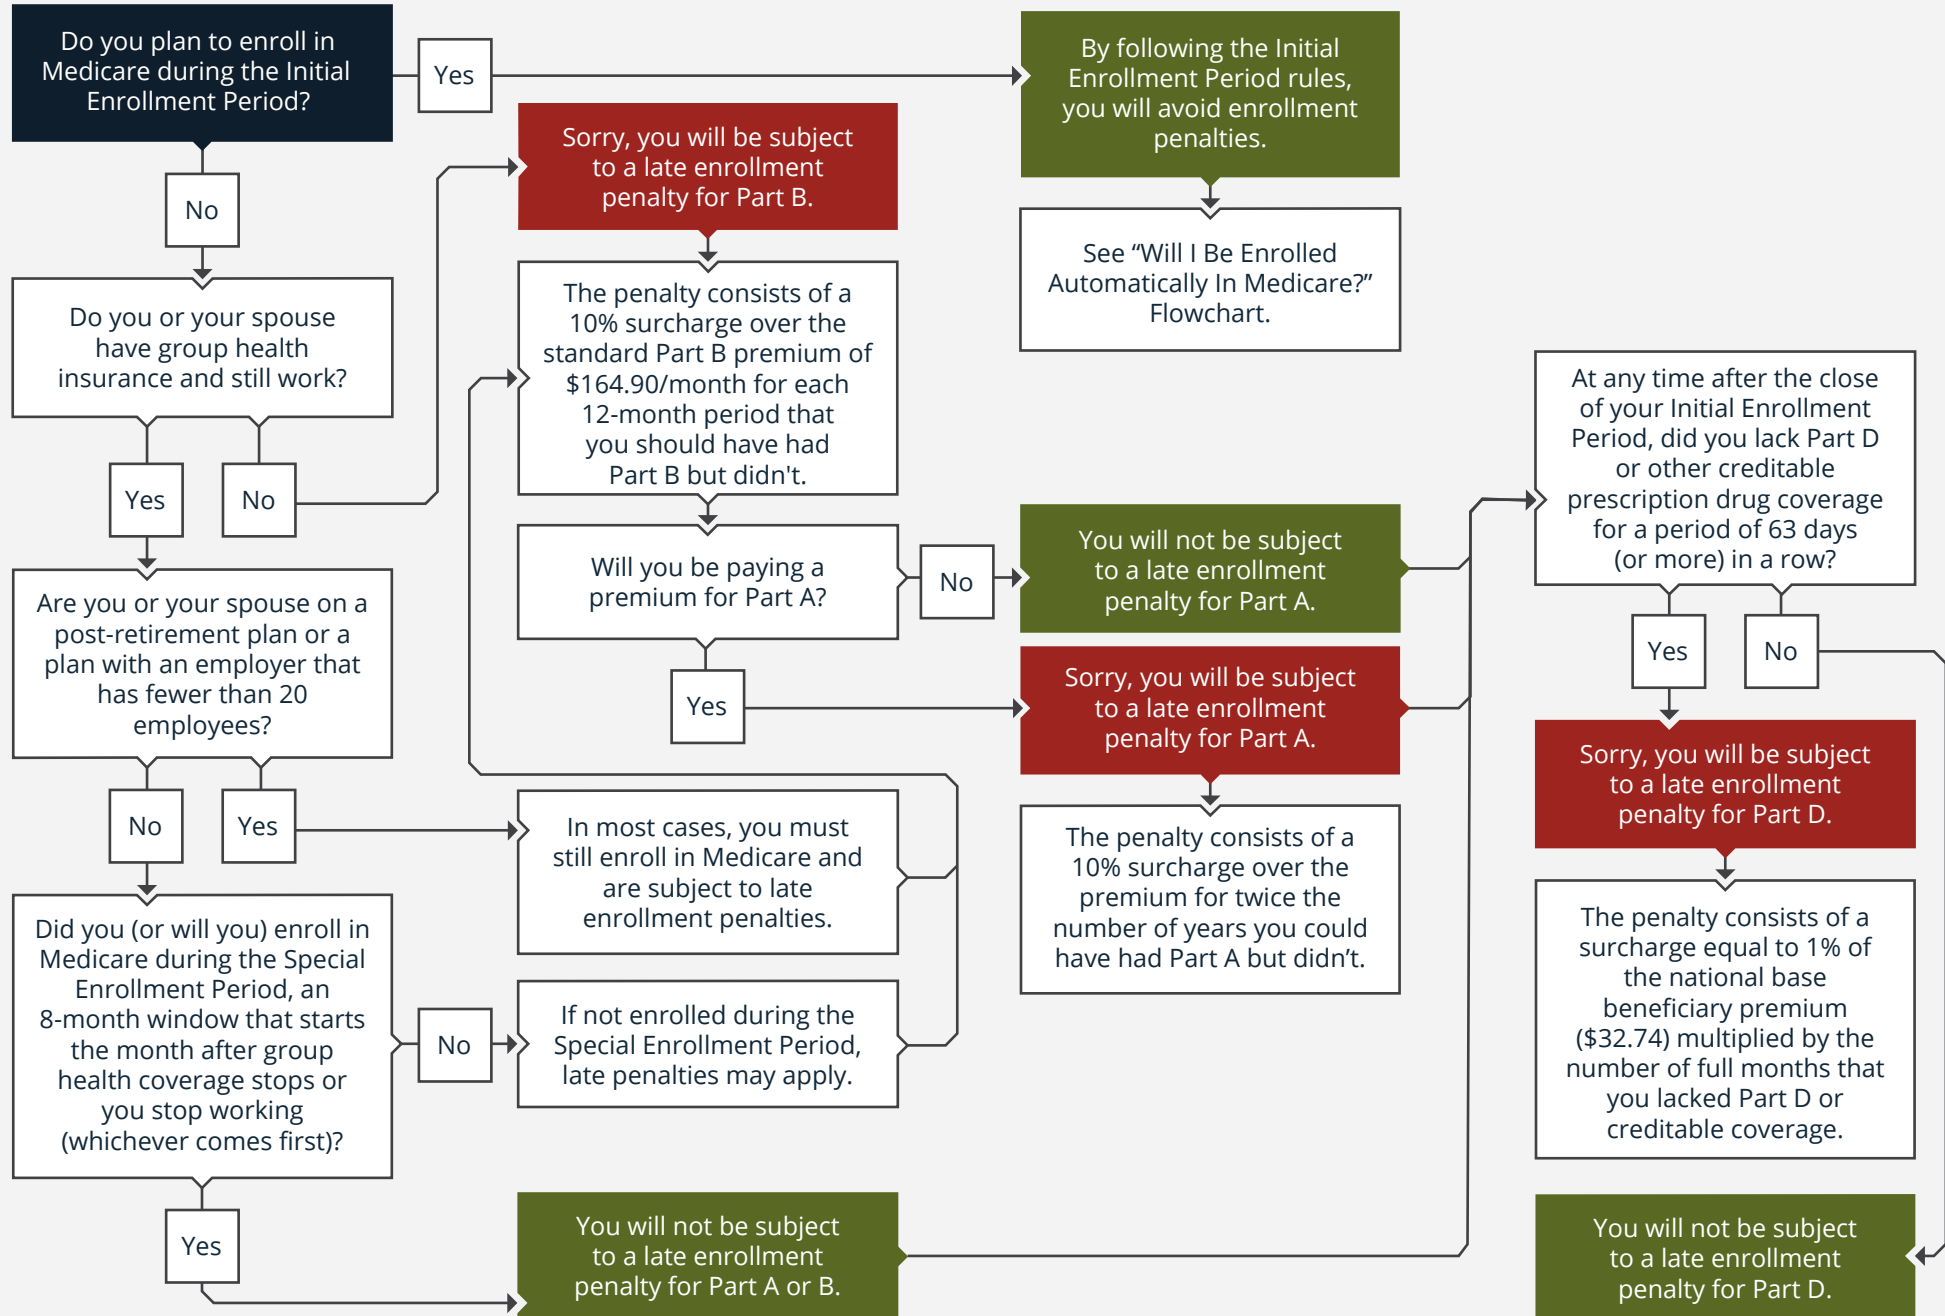 Do you plan to enroll in
Medicare during the Initial
Enrollment Period?
Yes
By following the Initial
Enrollment Period rules,
you will avoid enrollment
penalties.
See “Will I Be Enrolled
Automatically In Medicare?”
Flowchart.
No
Do you or your spouse
have group health
insurance and still work?
Yes
No
Sorry, you will be subject
to a late enrollment
penalty for Part B.
The penalty consists of a
10% surcharge over the
standard Part B premium of
$164.90/month for each
12-month period that
you should have had
Part B but didn't.
Will you be paying a
premium for Part A?
No
You will not be subject
to a late enrollment
penalty for Part A.
Yes
Sorry, you will be subject
to a late enrollment
penalty for Part A.
The penalty consists of a
10% surcharge over the
premium for twice the
number of years you could
have had Part A but didn’t.
Are you or your spouse on a
post-retirement plan or a
plan with an employer that
has fewer than 20
employees?
No
Yes
In most cases, you must
still enroll in Medicare and
are subject to late
enrollment penalties.
Did you (or will you) enroll in
Medicare during the Special
Enrollment Period, an
8-month window that starts
the month after group
health coverage stops or
you stop working
(whichever comes first)?
No
If not enrolled during the
Special Enrollment Period,
late penalties may apply.
Yes
You will not be subject
to a late enrollment
penalty for Part A or B.
At any time after the close
of your Initial Enrollment
Period, did you lack Part D
or other creditable
prescription drug coverage
for a period of 63 days
(or more) in a row?
Yes
No
Sorry, you will be subject
to a late enrollment
penalty for Part D.
The penalty consists of a
surcharge equal to 1% of
the national base
beneficiary premium
($32.74) multiplied by the
number of full months that
you lacked Part D or
creditable coverage.
You will not be subject
to a late enrollment
penalty for Part D.